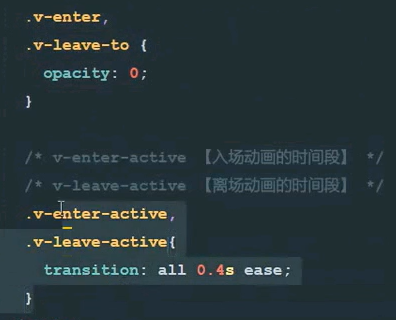 .v-enter,
.v-leave-to {
opacity: 0;
}
/* v-enter-active 【入场动画的时间段】 */
/* v-leave-active 【离场动画的时间段】 */
.v-enter-active,
.v-leave-active{
transition: all 0.4s ease;
}